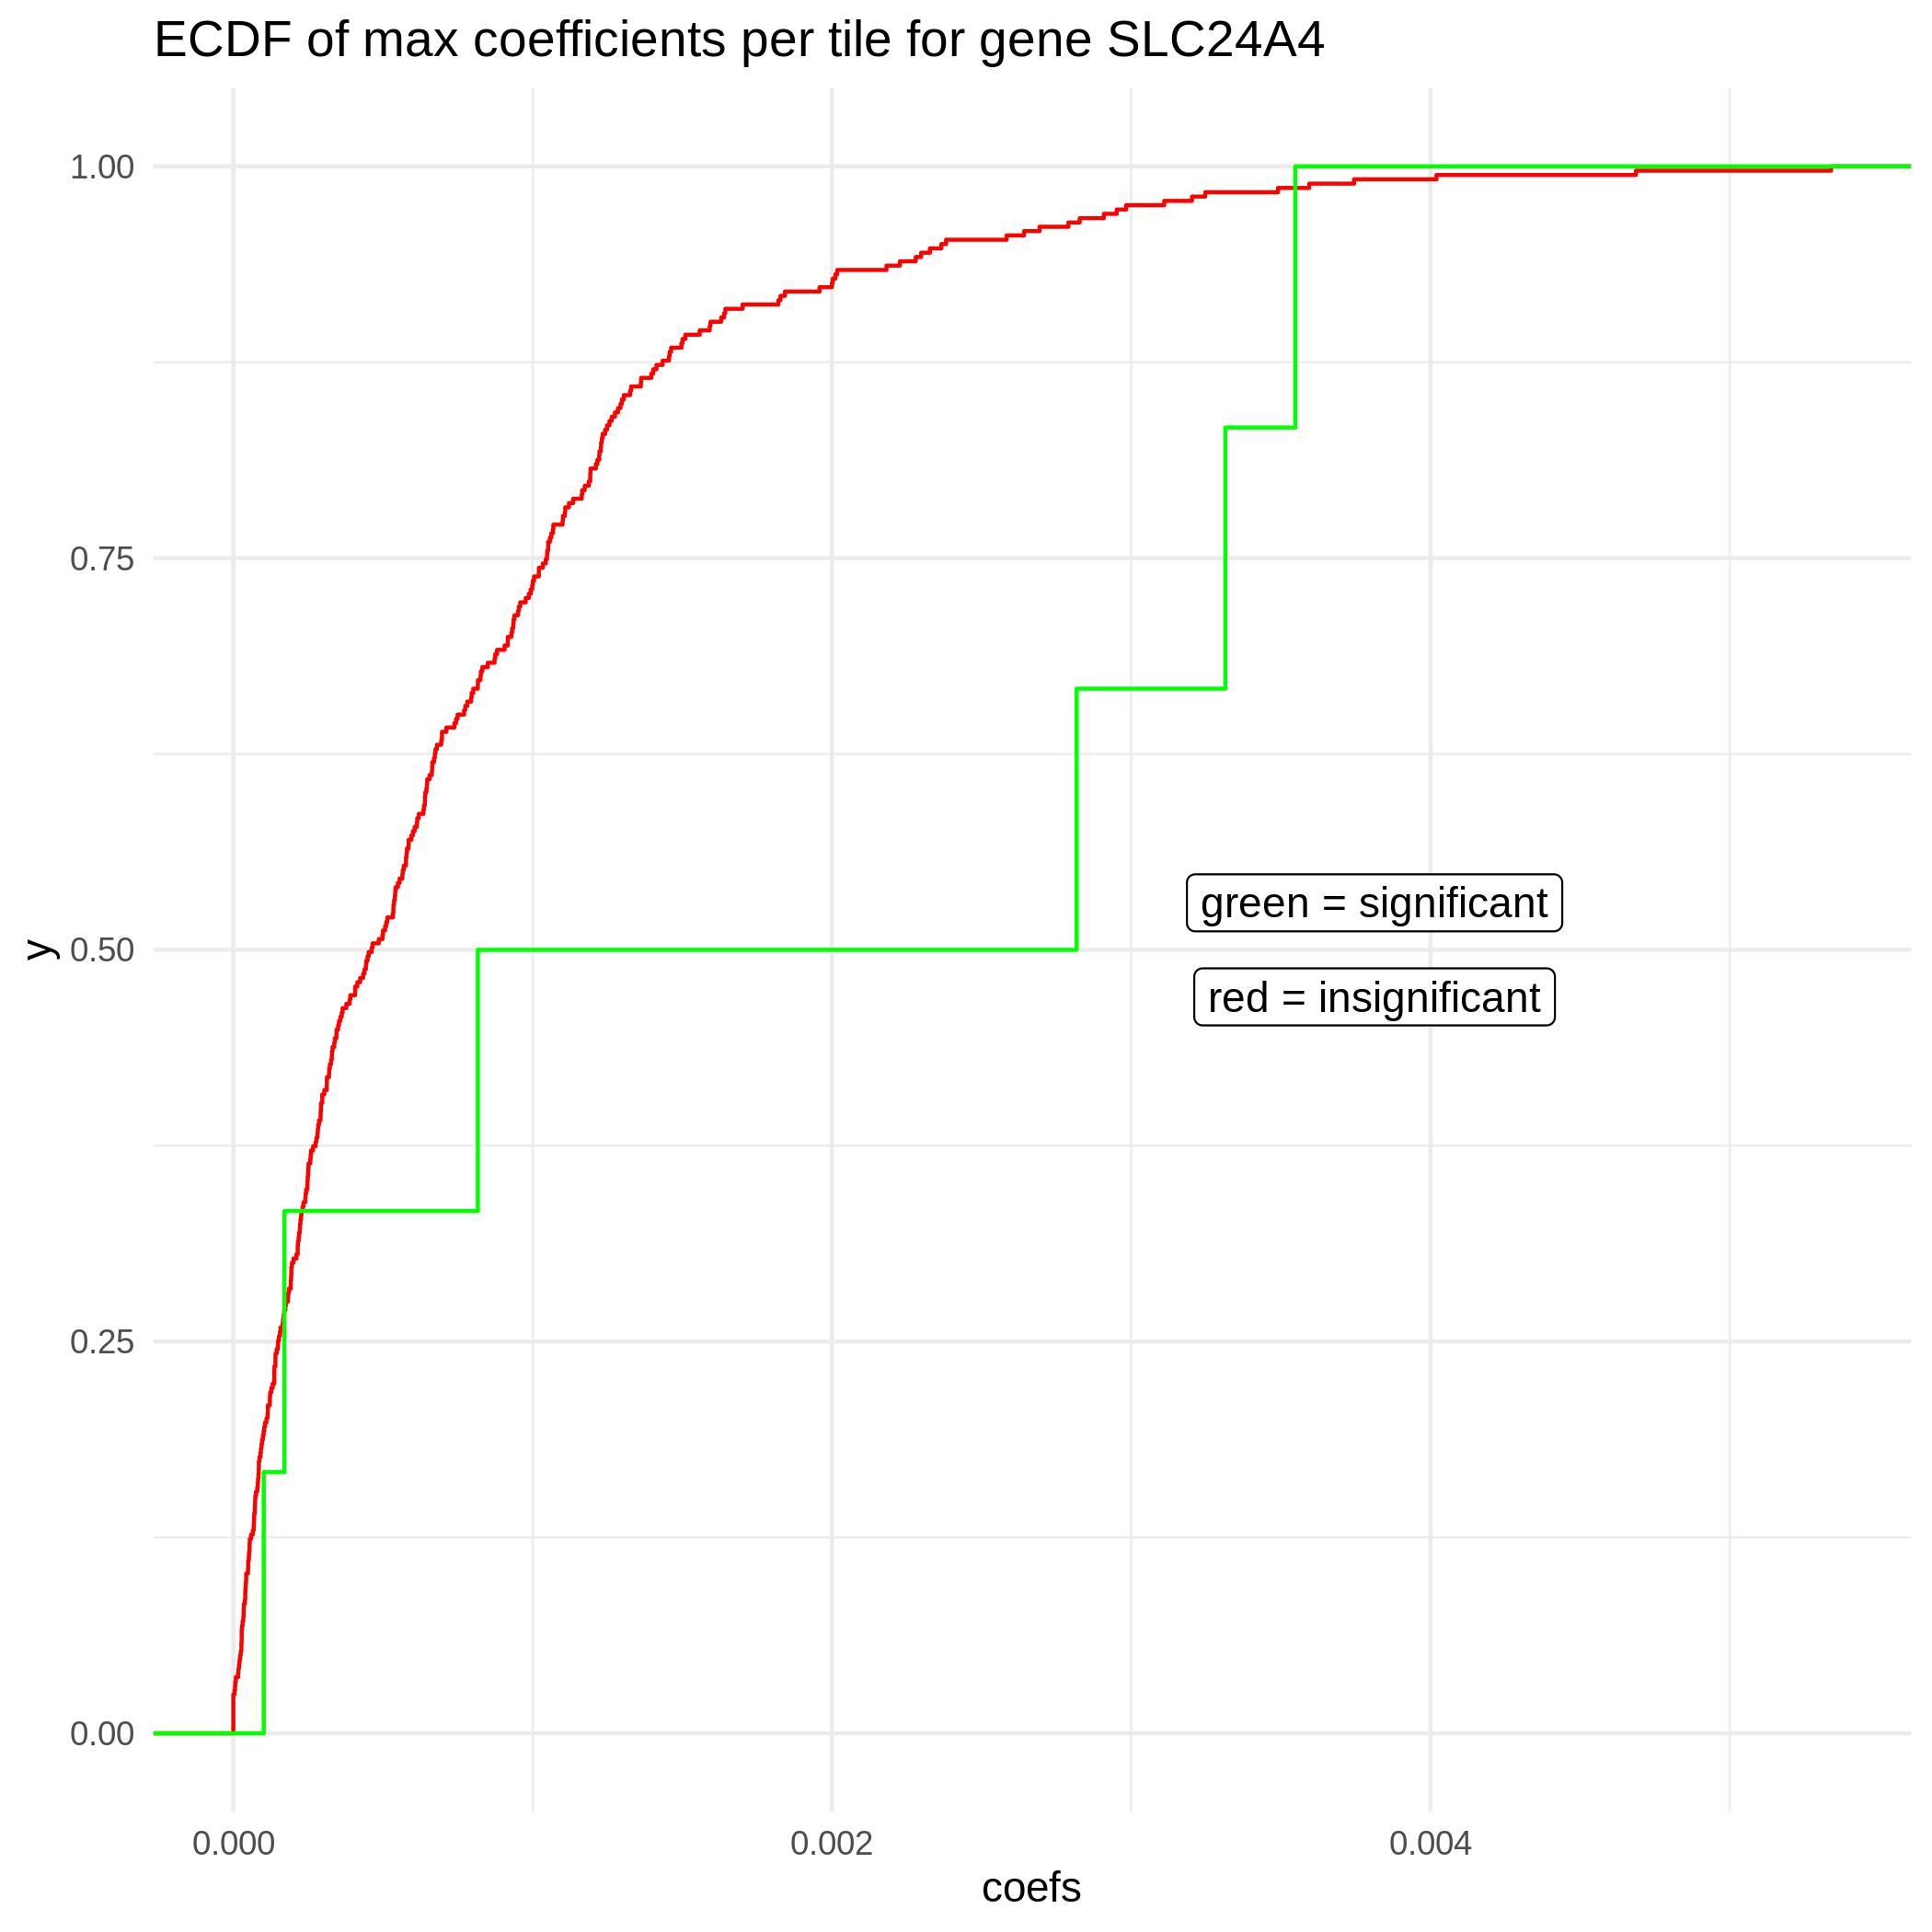 ECDF of max coefficients per tile for gene SLC24A4
1.00
0.75
0.50
0.25
0.00
y
green = significant
red = insignificant
0.000
0.002
0.004
coefs